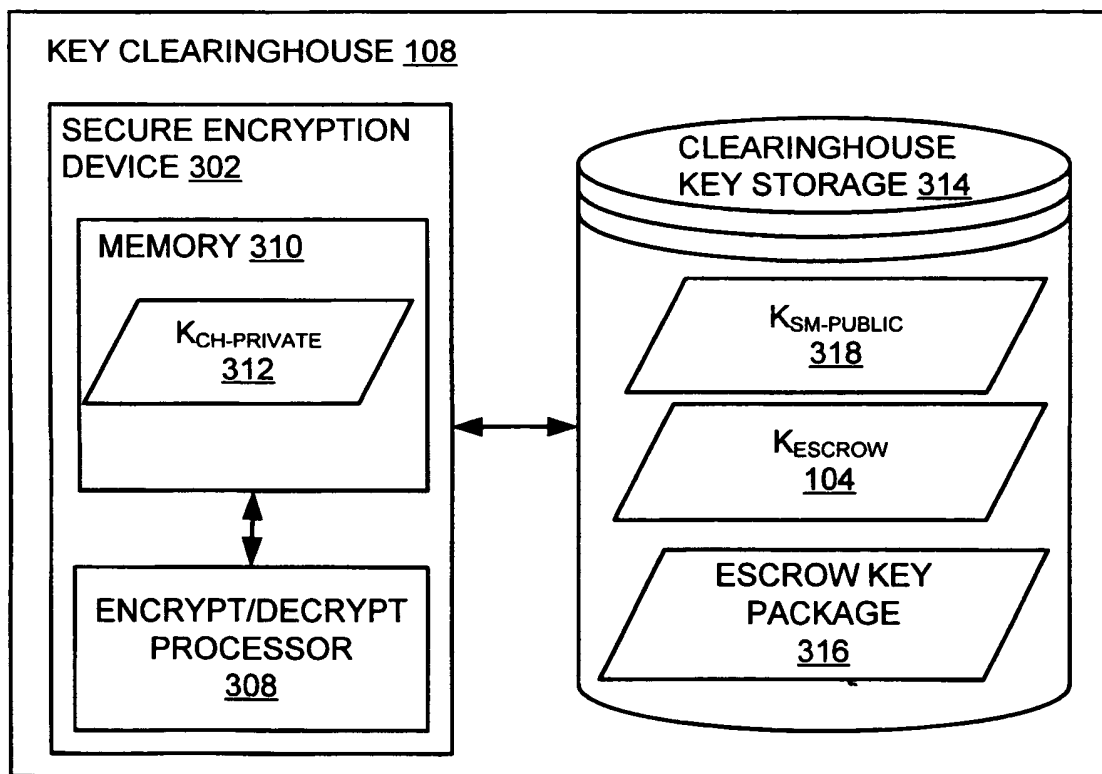 KEY CLEARINGHOUSE 108
SECURE ENCRYPTION
DEVICE 302
MEMORY 310
KCH-PRIVATE
312
ENCRYPT/DECRYPT
PROCESSOR
308
CLEARINGHOUSE
KEY STORAGE 314
KSM-PUBLIC
318
KESCROW
104
ESCROW KEY
PACKAGE
316